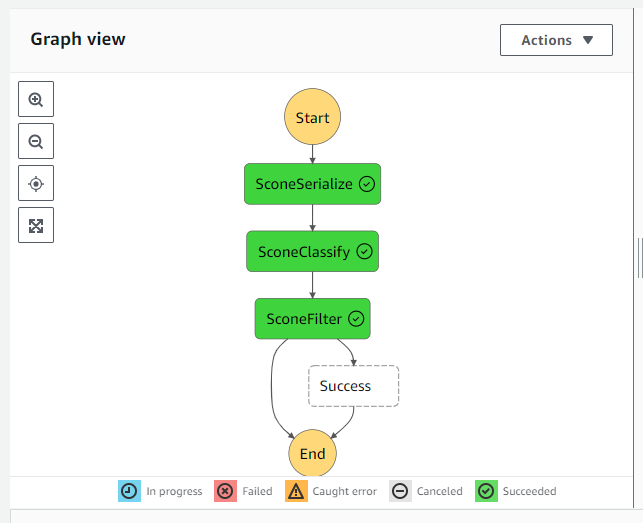 Graph view
Actions
Start
SconeSerialize
SconeClassify
SconeFilter
Success
End
In progress Failed Caught error Canceled Succeeded